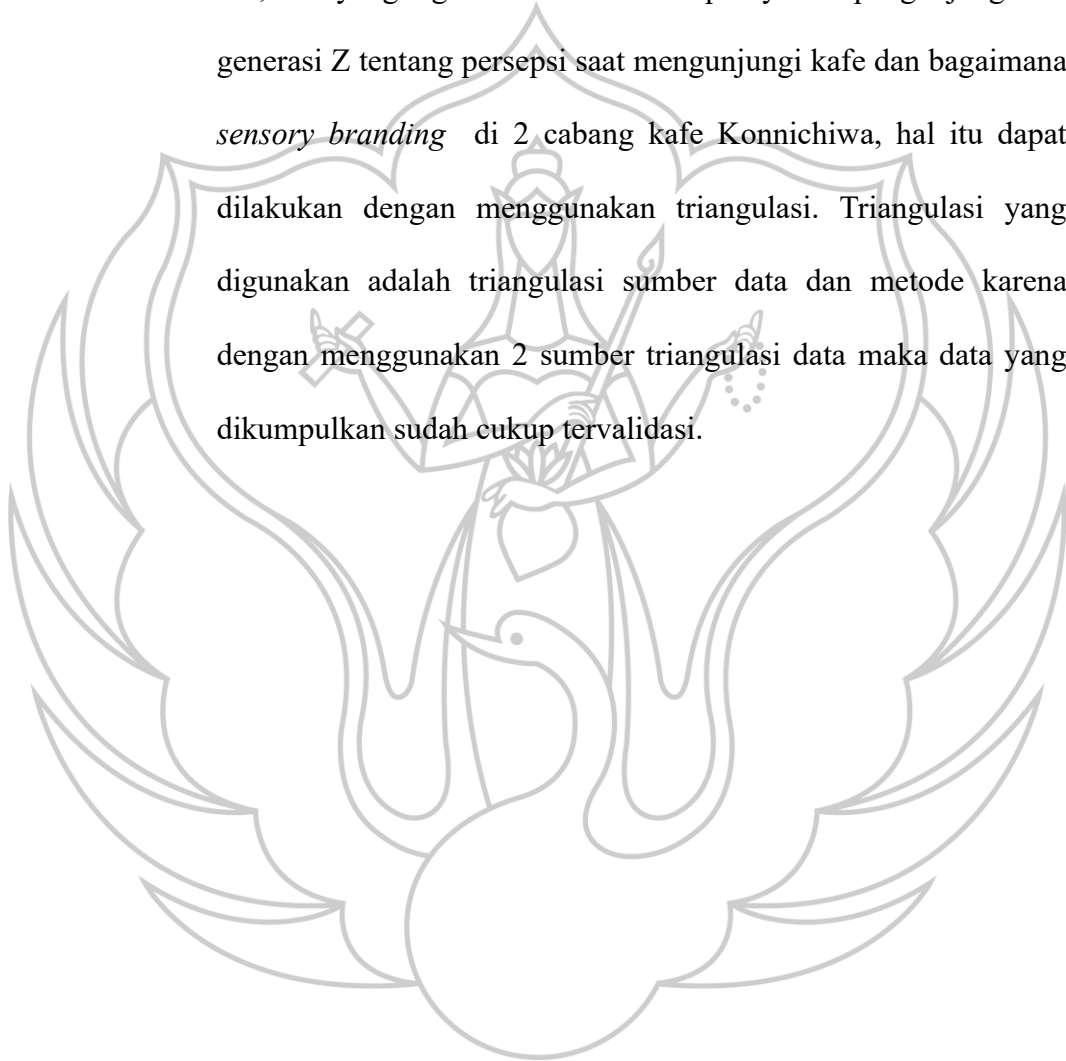 generasi Z tentang persepsi saat mengunjungi kafe dan bagaimana
sensory branding di 2 cabang kafe Konnichiwa, hal itu dapat
dilakukan dengan menggunakan triangulasi. Triangulasi yang
digunakan adalah triangulasi sumber data dan metode karena
dengan menggunakan 2 sumber triangulasi data maka data yang
dikumpulkan sudah cukup tervalidasi.